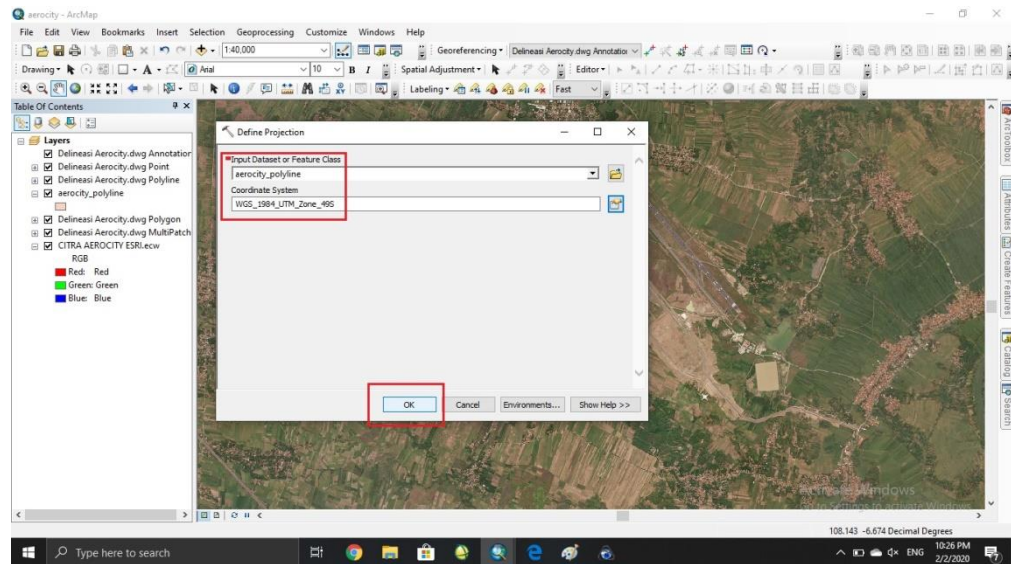 aerocity - ArcMap
File Edit View Bookmarks Insert Selection Geoprocessing Customize Windows Help
1:40,000 Georeferencing Delineasi Aerocity.dwg Annotation
Drawing A Arial 10 B I Spatial Adjustment Editor
Labeling Fast
Table Of Contents
Layers
Delineasi Aerocity.dwg Annotation
Delineasi Aerocity.dwg Point
Delineasi Aerocity.dwg Polyline
aerocity_polyline
Delineasi Aerocity.dwg Polygon
Delineasi Aerocity.dwg MultiPatch
CITRA AEROCITY ESRI.ecw
RGB
Red: Red
Green: Green
Blue: Blue
Define Projection
Input Dataset or Feature Class
aerocity_polyline
Coordinate System
WGS_1984_UTM_Zone_49S
OK Cancel Environments... Show Help >>
ArcToolbox
Attributes
Create Features
Catalog
Search
Activate Windows
108.143 -6.674 Decimal Degrees
Type here to search
ENG
10:26 PM
2/2/2020
7